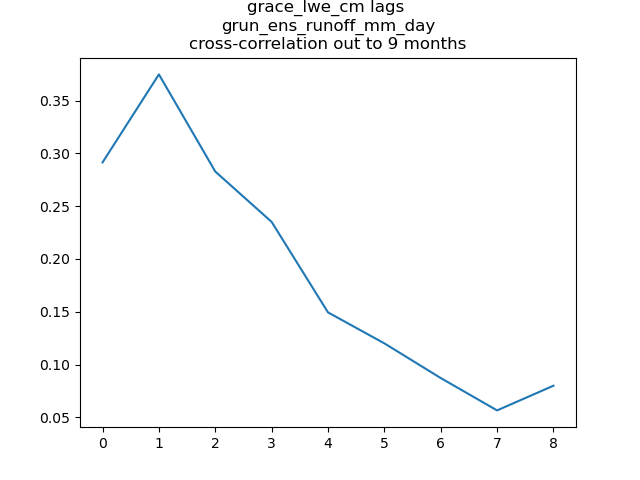 grace_lwe_cm lags
grun_ens_runoff_mm_day
cross-correlation out to 9 months
0.35
0.30
0.25
0.20
0.15
0.10
0.05
0 1 2 3 4 5 6 7 8